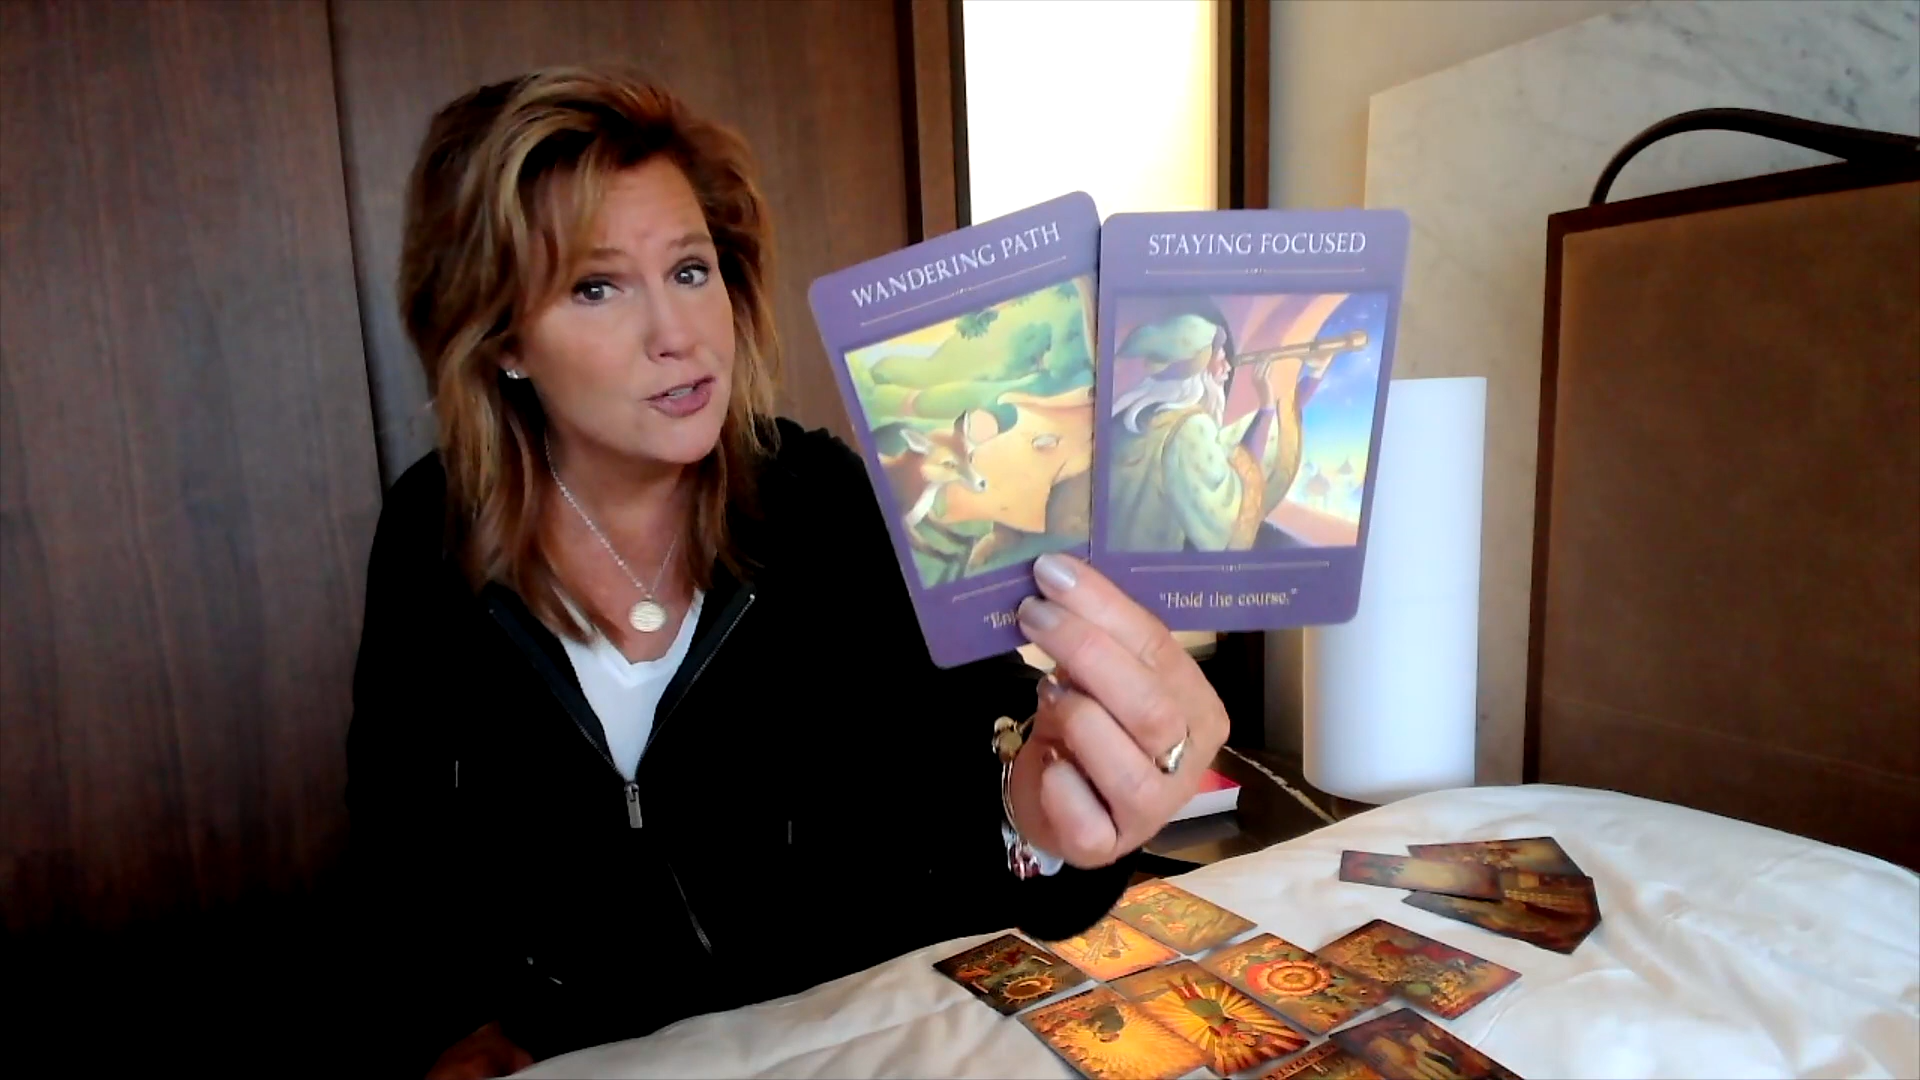 WANDERING PATH
STAYING FOCUSED
"Hold the course."